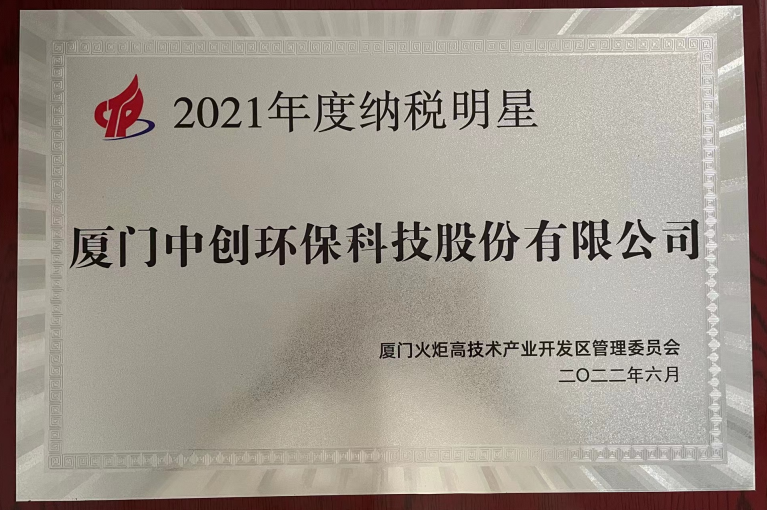 2021年度纳税明星
厦门中创环保科技股份有限公司
厦门火炬高技术产业开发区管理委员会
二〇二二年六月